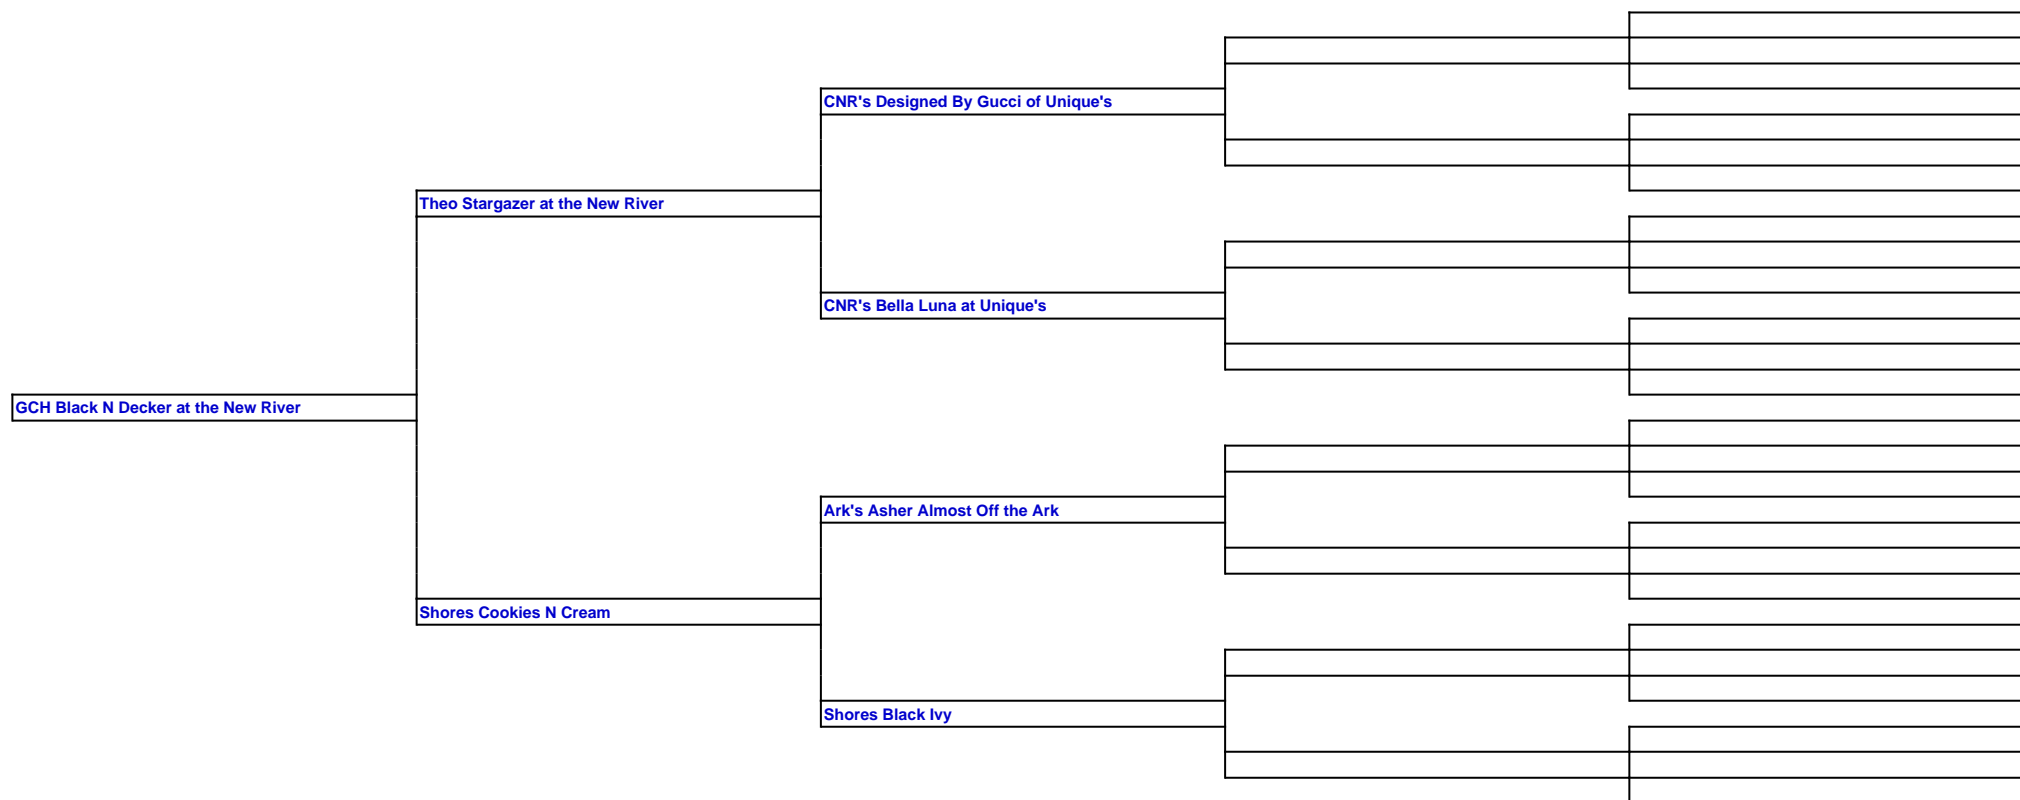 CNR's Designed By Gucci of Unique's
Theo Stargazer at the New River
CNR's Bella Luna at Unique's
GCH Black N Decker at the New River
Ark's Asher Almost Off the Ark
Shores Cookies N Cream
Shores Black Ivy